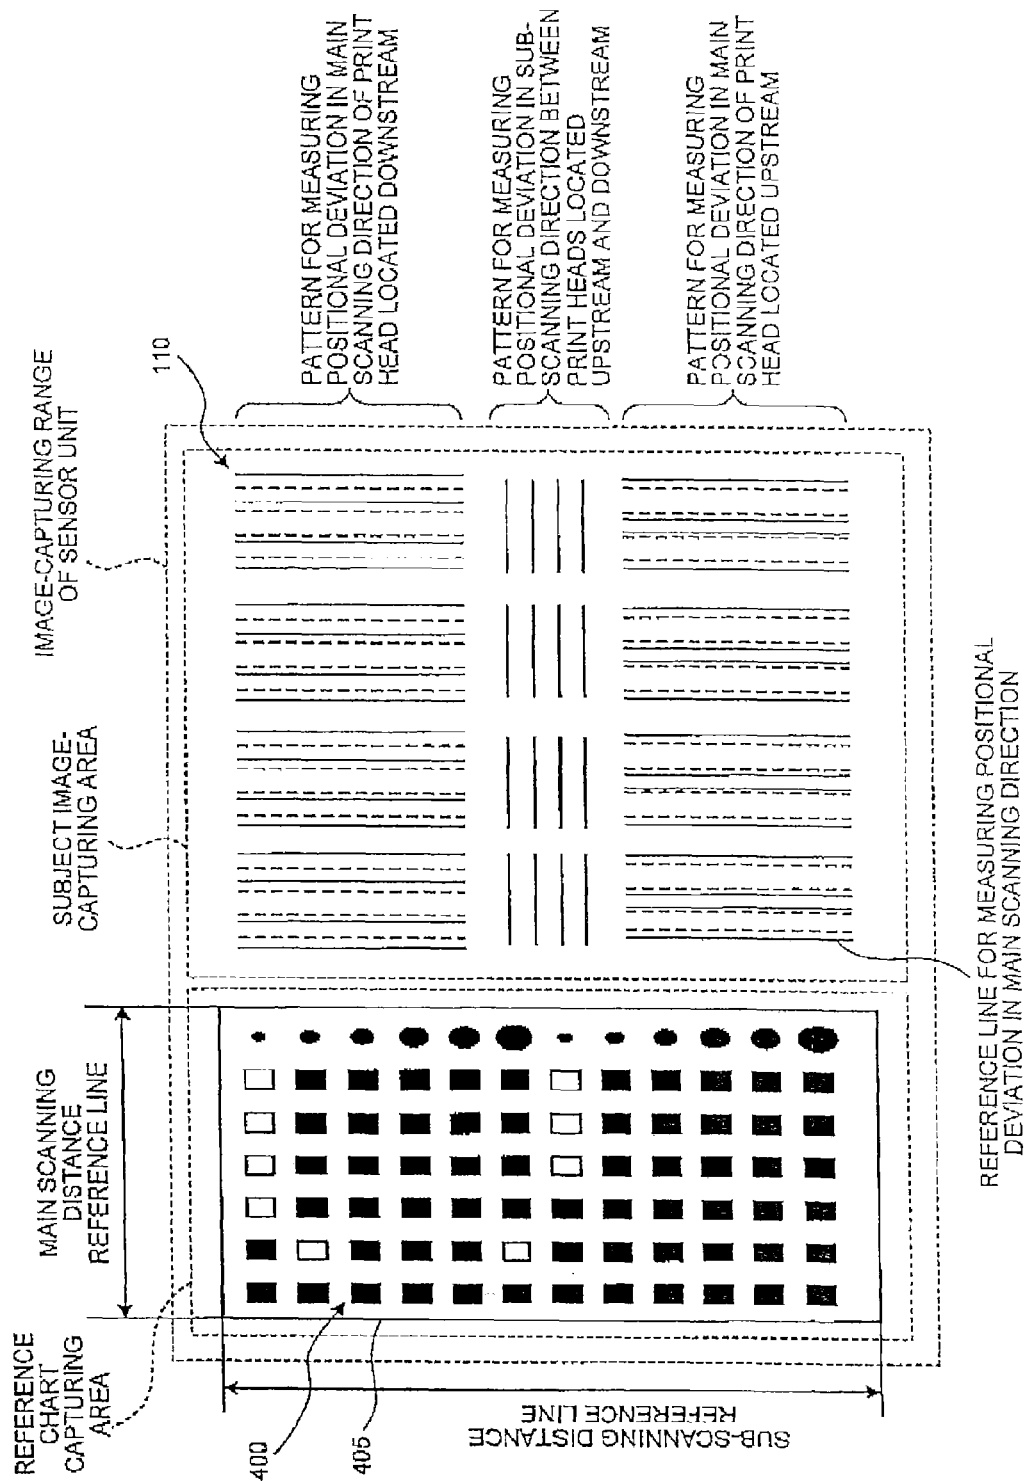 REFERENCE
CHART
CAPTURING
AREA
MAIN SCANNING
DISTANCE
REFERENCE LINE
SUBJECT IMAGE-
CAPTURING AREA
IMAGE-CAPTURING RANGE
OF SENSOR UNIT
110
PATTERN FOR MEASURING
POSITIONAL DEVIATION IN MAIN
SCANNING DIRECTION OF PRINT
HEAD LOCATED DOWNSTREAM
PATTERN FOR MEASURING
POSITIONAL DEVIATION IN SUB-
SCANNING DIRECTION BETWEEN
PRINT HEADS LOCATED
UPSTREAM AND DOWNSTREAM
PATTERN FOR MEASURING
POSITIONAL DEVIATION IN MAIN
SCANNING DIRECTION OF PRINT
HEAD LOCATED UPSTREAM
400
405
SUB-SCANNING DISTANCE
REFERENCE LINE
REFERENCE LINE FOR MEASURING POSITIONAL
DEVIATION IN MAIN SCANNING DIRECTION